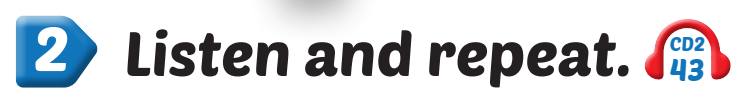 2 Listen and repeat. CD2
43